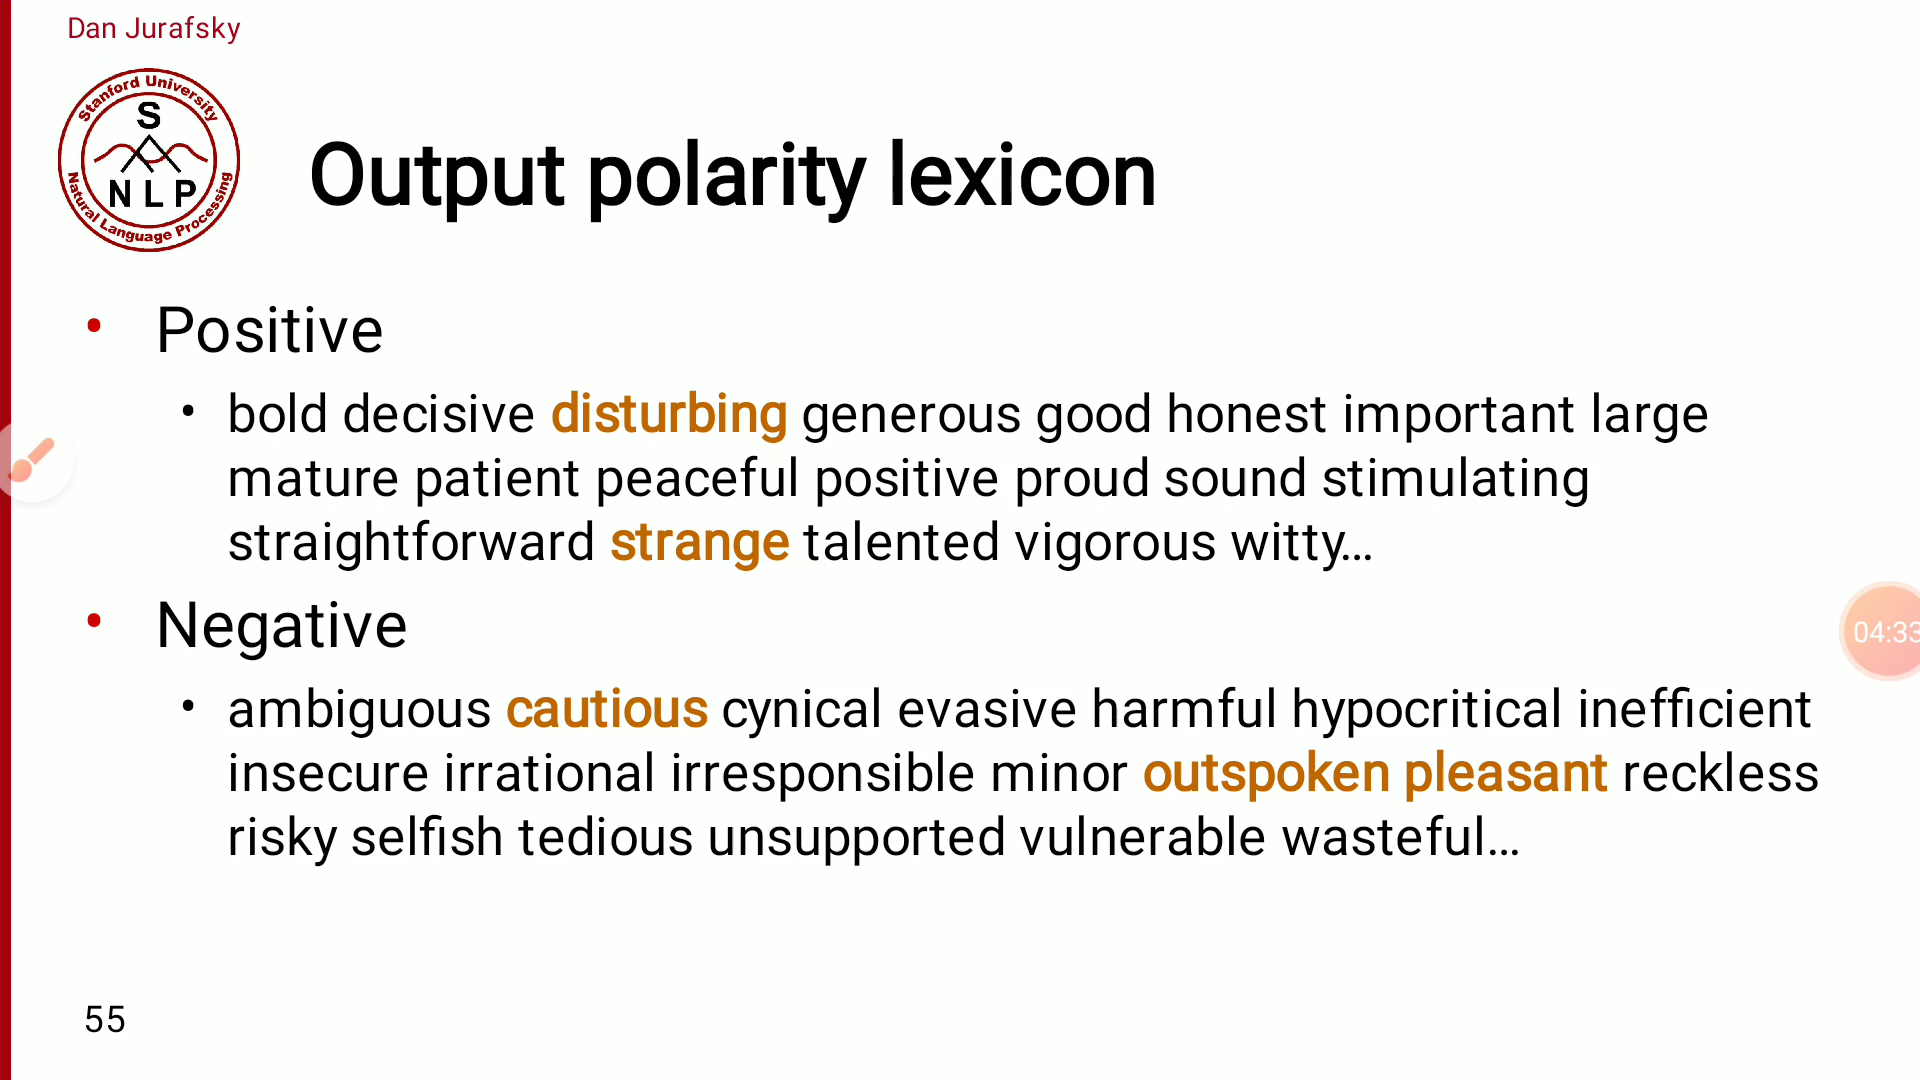 Dan Jurafsky
Stanford University
S
N L P
Natural Language Processing
Output polarity lexicon
• Positive
• bold decisive disturbing generous good honest important large
mature patient peaceful positive proud sound stimulating
straightforward strange talented vigorous witty…
• Negative
• ambiguous cautious cynical evasive harmful hypocritical inefficient
insecure irrational irresponsible minor outspoken pleasant reckless
risky selfish tedious unsupported vulnerable wasteful…
04:33
55